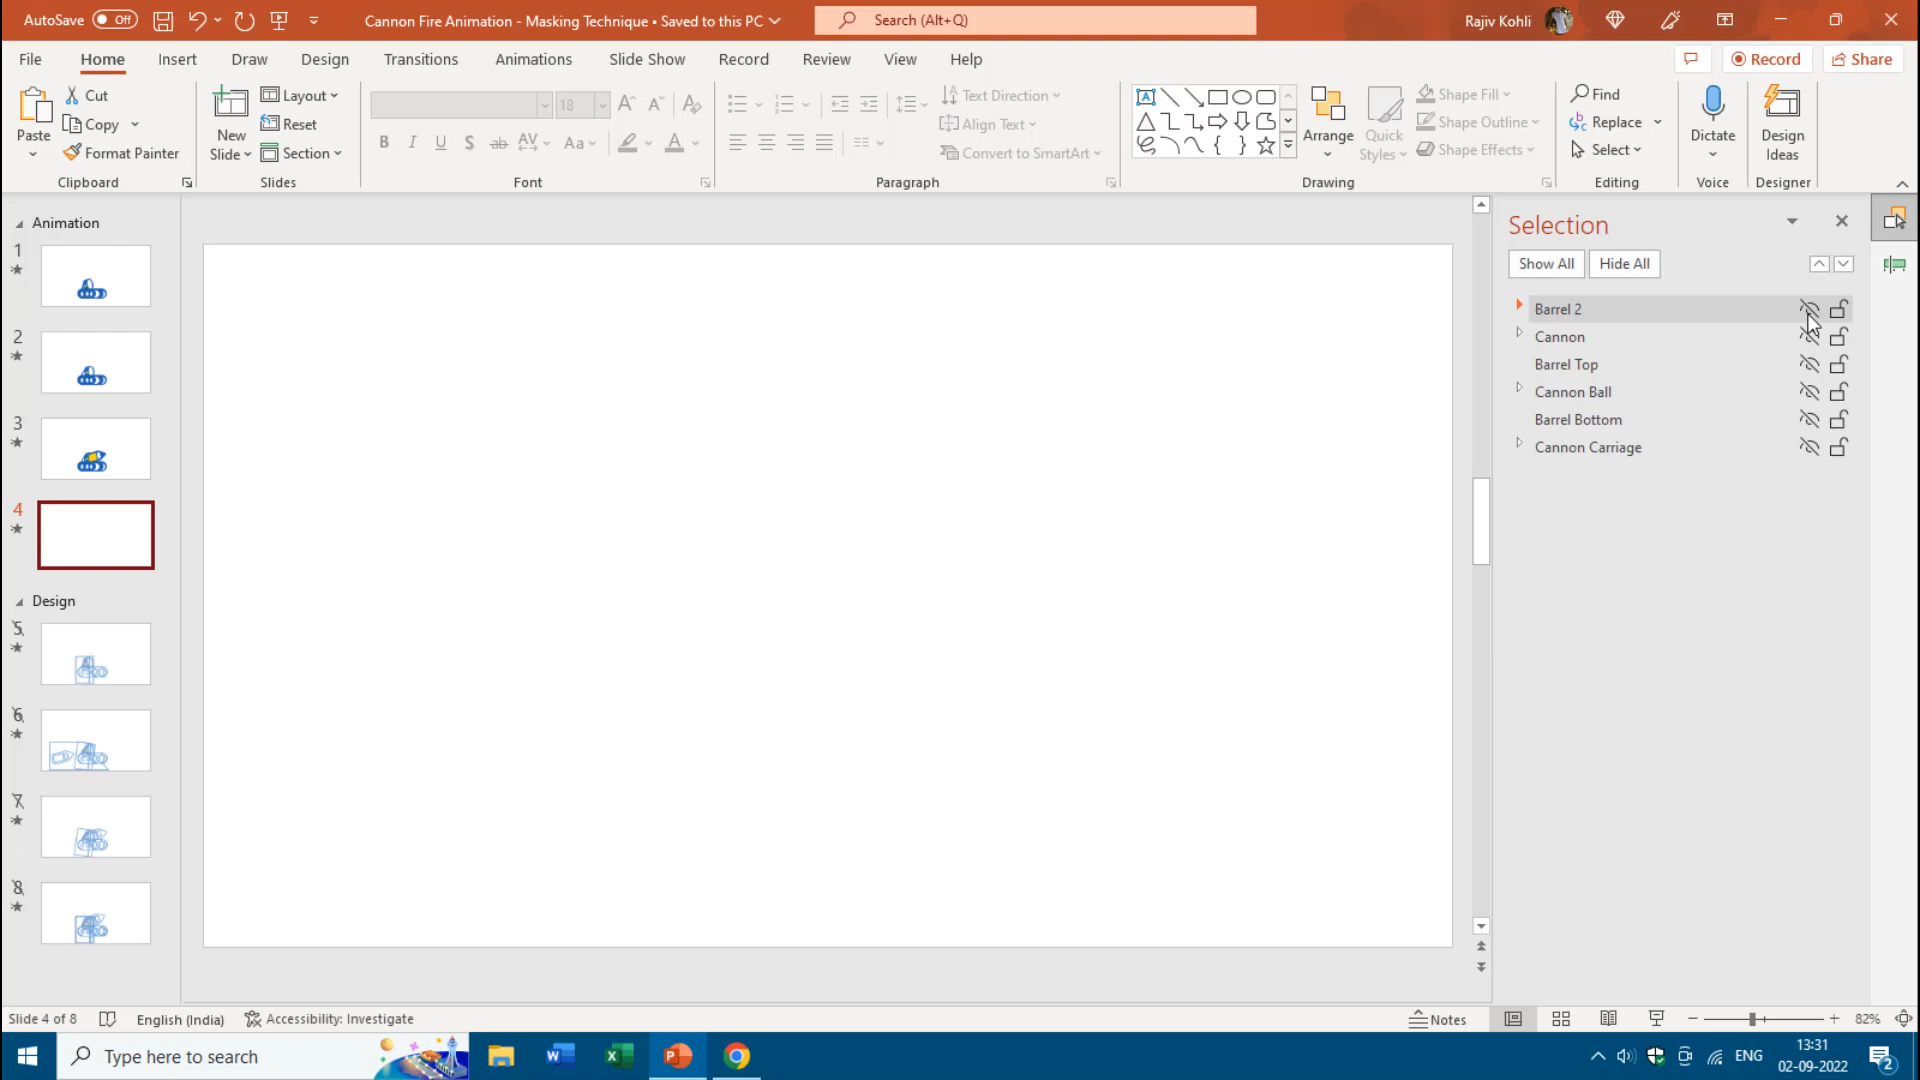 AutoSave Off Cannon Fire Animation - Masking Technique • Saved to this PC Search (Alt+Q) Rajiv Kohli
File Home Insert Draw Design Transitions Animations Slide Show Record Review View Help Record Share
Paste Cut Copy Format Painter Clipboard
New Slide Layout Reset Section Slides
18 Font
Text Direction Align Text Convert to SmartArt Paragraph
Arrange Quick Styles Shape Fill Shape Outline Shape Effects Drawing
Find Replace Select Editing
Dictate Voice
Design Ideas Designer
Animation
1
2
3
4
Design
5
6
7
8
Selection
Show All Hide All
Barrel 2
Cannon
Barrel Top
Cannon Ball
Barrel Bottom
Cannon Carriage
Slide 4 of 8 English (India) Accessibility: Investigate Notes 82%
Type here to search ENG 13:31
02-09-2022 2